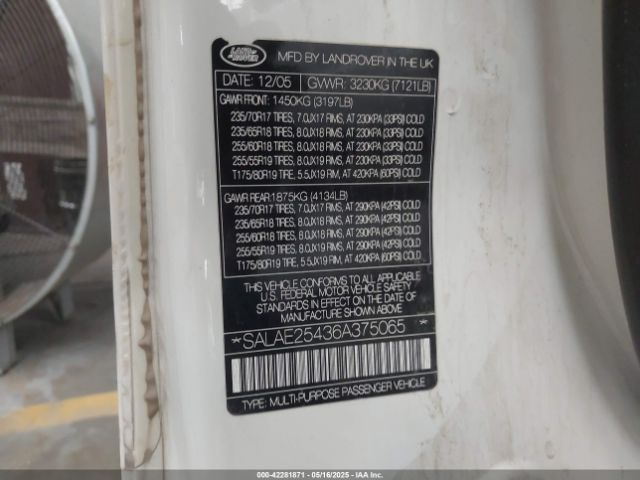 LAND ROVER
MFD BY LANDROVER IN THE UK
DATE: 12/05 GVWR: 3230KG (7121LB)
GAWR FRONT: 1450KG (3197LB)
235/70R17 TIRES, 7.0JX17 RIMS, AT 230KPA (33PSI) COLD
235/65R18 TIRES, 8.0JX18 RIMS, AT 230KPA (33PSI) COLD
255/60R18 TIRES, 8.0JX18 RIMS, AT 230KPA (33PSI) COLD
255/55R19 TIRES, 8.0JX19 RIMS, AT 230KPA (33PSI) COLD
T175/80R19 TIRE, 5.5JX19 RIM, AT 420KPA (60PSI) COLD
GAWR REAR: 1875KG (4134LB)
235/70R17 TIRES, 7.0JX17 RIMS, AT 290KPA (42PSI) COLD
235/65R18 TIRES, 8.0JX18 RIMS, AT 290KPA (42PSI) COLD
255/60R18 TIRES, 8.0JX18 RIMS, AT 290KPA (42PSI) COLD
255/55R19 TIRES, 8.0JX19 RIMS, AT 290KPA (42PSI) COLD
T175/80R19 TIRE, 5.5JX19 RIM, AT 420KPA (60PSI) COLD
THIS VEHICLE CONFORMS TO ALL APPLICABLE
U.S. FEDERAL MOTOR VEHICLE SAFETY
STANDARDS IN EFFECT ON THE DATE OF
MANUFACTURE SHOWN ABOVE
*SALAE25436A375065*
TYPE: MULTI-PURPOSE PASSENGER VEHICLE
000-42281871 - 05/16/2025 - IAAI.com